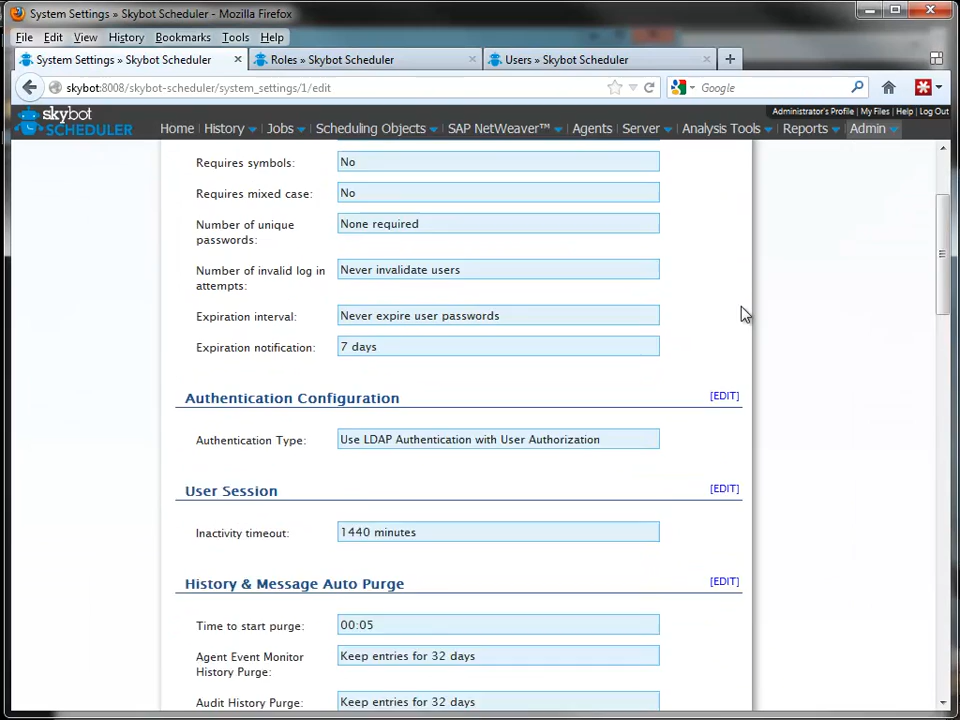 System Settings » Skybot Scheduler - Mozilla Firefox
File Edit View History Bookmarks Tools Help
System Settings » Skybot Scheduler × Roles » Skybot Scheduler × Users » Skybot Scheduler × +
skybot:8008/skybot-scheduler/system_settings/1/edit Google
skybot
SCHEDULER
Administrator's Profile | My Files | Help | Log Out
Home History Jobs Scheduling Objects SAP NetWeaver™ Agents Server Analysis Tools Reports Admin
Requires symbols: No
Requires mixed case: No
Number of unique passwords: None required
Number of invalid log in attempts: Never invalidate users
Expiration interval: Never expire user passwords
Expiration notification: 7 days
Authentication Configuration [EDIT]
Authentication Type: Use LDAP Authentication with User Authorization
User Session [EDIT]
Inactivity timeout: 1440 minutes
History & Message Auto Purge [EDIT]
Time to start purge: 00:05
Agent Event Monitor History Purge: Keep entries for 32 days
Audit History Purge: Keep entries for 32 days